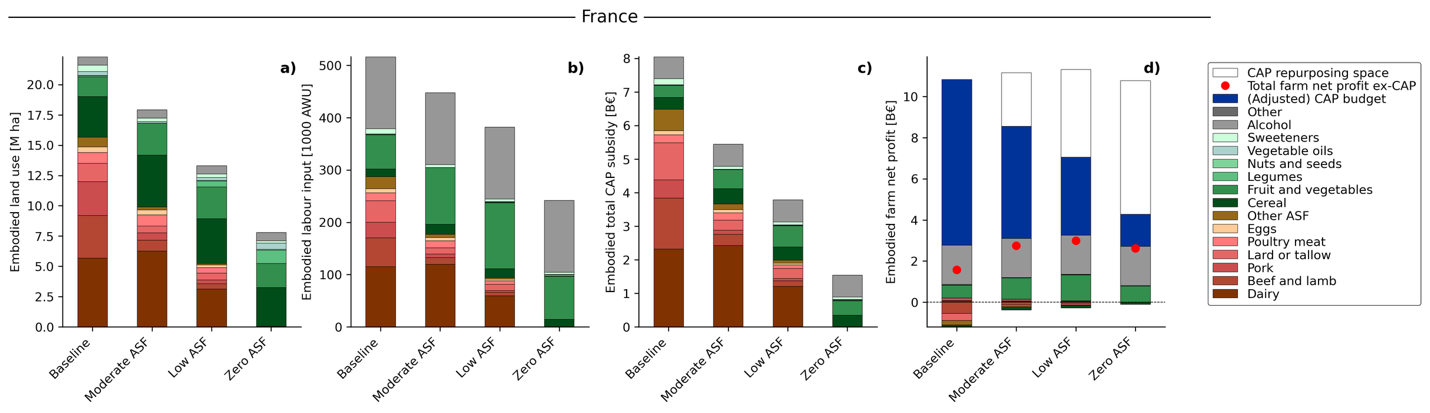 France
a)
Embodied land use [M ha]
20.0
17.5
15.0
12.5
10.0
7.5
5.0
2.5
0.0
Baseline
Moderate ASF
Low ASF
Zero ASF
b)
Embodied labour input [1000 AWU]
500
400
300
200
100
0
Baseline
Moderate ASF
Low ASF
Zero ASF
c)
Embodied total CAP subsidy [B€]
8
7
6
5
4
3
2
1
0
Baseline
Moderate ASF
Low ASF
Zero ASF
d)
Embodied farm net profit [B€]
10
8
6
4
2
0
Baseline
Moderate ASF
Low ASF
Zero ASF
CAP repurposing space
Total farm net profit ex-CAP
(Adjusted) CAP budget
Other
Alcohol
Sweeteners
Vegetable oils
Nuts and seeds
Legumes
Fruit and vegetables
Cereal
Other ASF
Eggs
Poultry meat
Lard or tallow
Pork
Beef and lamb
Dairy